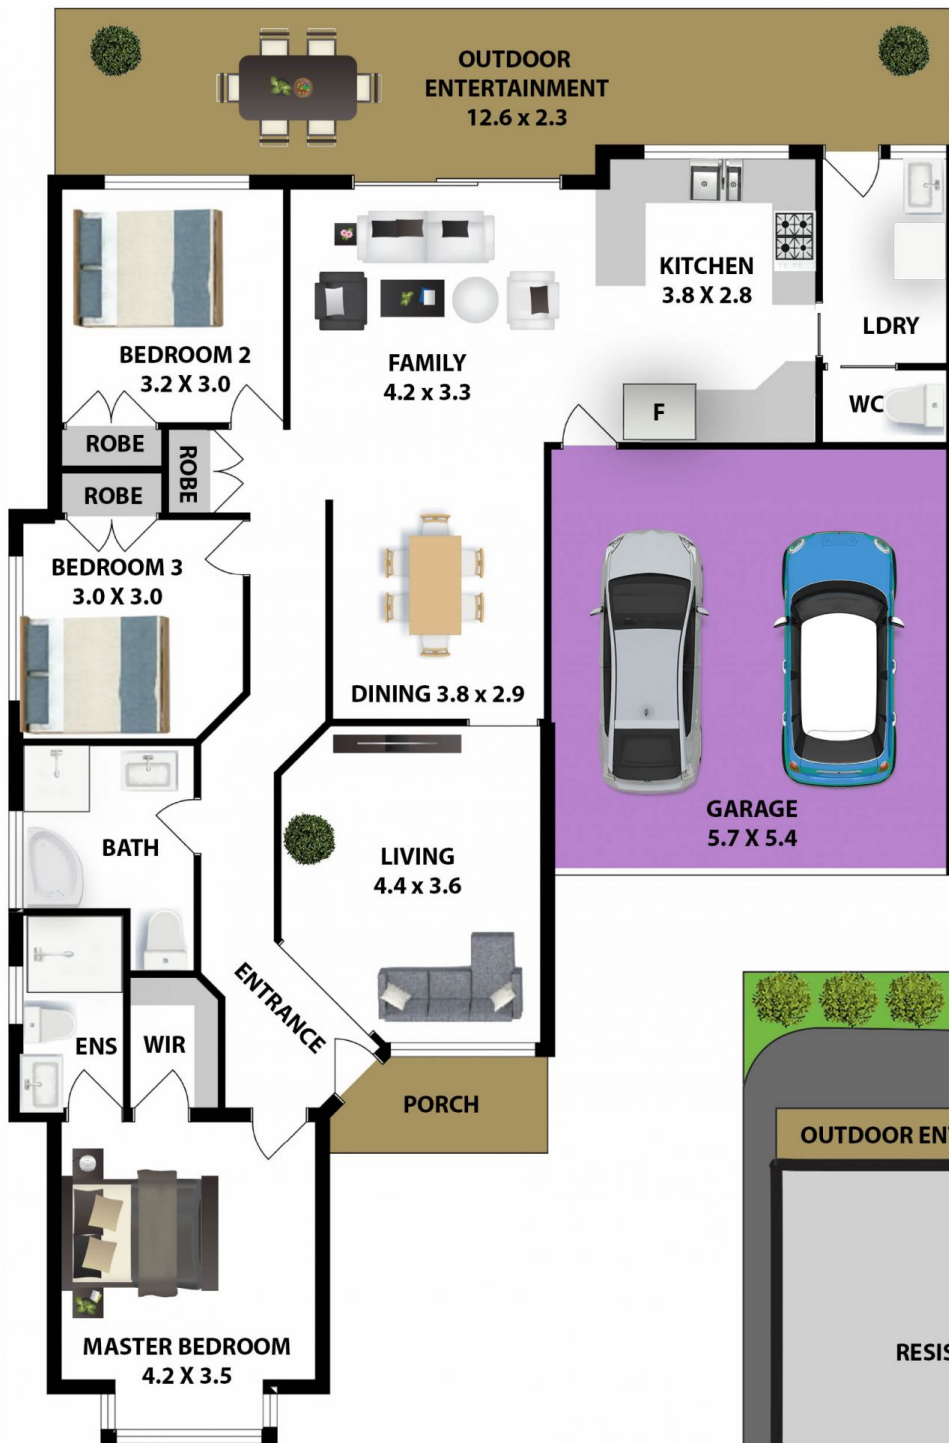 OUTDOOR
ENTERTAINMENT
12.6 x 2.3
KITCHEN
3.8 X 2.8
LDRY
BEDROOM 2
3.2 X 3.0
FAMILY
4.2 x 3.3
WC
F
ROBE
ROBE
ROBE
BEDROOM 3
3.0 X 3.0
DINING 3.8 x 2.9
GARAGE
5.7 X 5.4
BATH
LIVING
4.4 x 3.6
ENTRANCE
ENS
WIR
PORCH
OUTDOOR EN
MASTER BEDROOM
4.2 X 3.5
RESIS